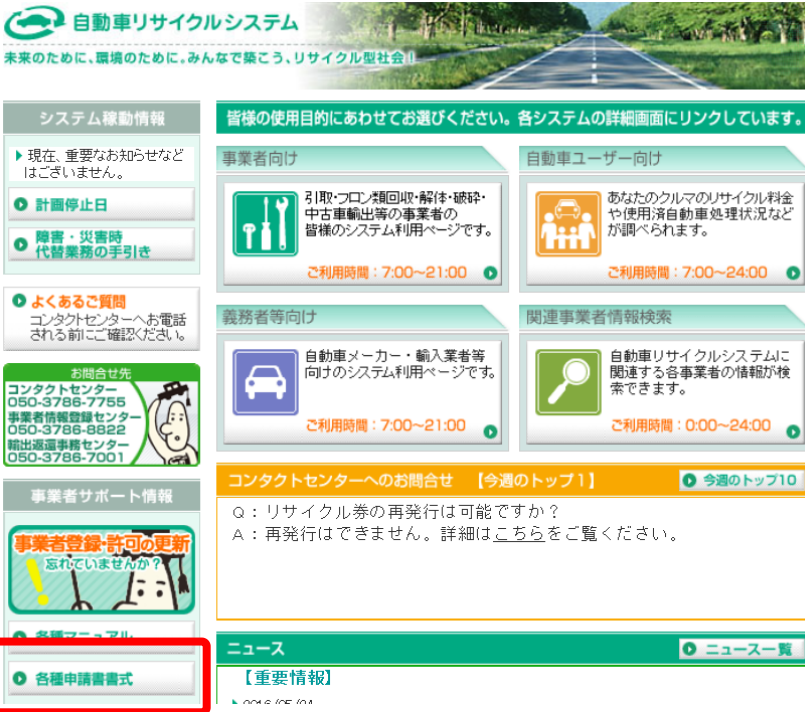 自動車リサイクルシステム
未来のために、環境のために。みんなで築こう、リサイクル型社会!
システム稼動情報
現在、重要なお知らせなど
はございません。
計画停止日
障害・災害時
代替業務の手引き
よくあるご質問
コンタクトセンターへお電話
される前にご確認ください。
お問合せ先
コンタクトセンター
050-3786-7755
事業者情報登録センター
050-3786-8822
輸出返還事務センター
050-3786-7001
事業者サポート情報
事業者登録・許可の更新
忘れていませんか?
各種マニュアル
各種申請書書式
皆様の使用目的にあわせてお選びください。各システムの詳細画面にリンクしています。
事業者向け
引取・フロン類回収・解体・破砕・
中古車輸出等の事業者の
皆様のシステム利用ページです。
ご利用時間:7:00~21:00
自動車ユーザー向け
あなたのクルマのリサイクル料金
や使用済自動車処理状況など
が調べられます。
ご利用時間:7:00~24:00
義務者等向け
自動車メーカー・輸入業者等
向けのシステム利用ページです。
ご利用時間:7:00~21:00
関連事業者情報検索
自動車リサイクルシステムに
関連する各事業者の情報が検
索できます。
ご利用時間:0:00~24:00
コンタクトセンターへのお問合せ 【今週のトップ1】
今週のトップ10
Q:リサイクル券の再発行は可能ですか?
A:再発行はできません。詳細はこちらをご覧ください。
ニュース
ニュース一覧
【重要情報】